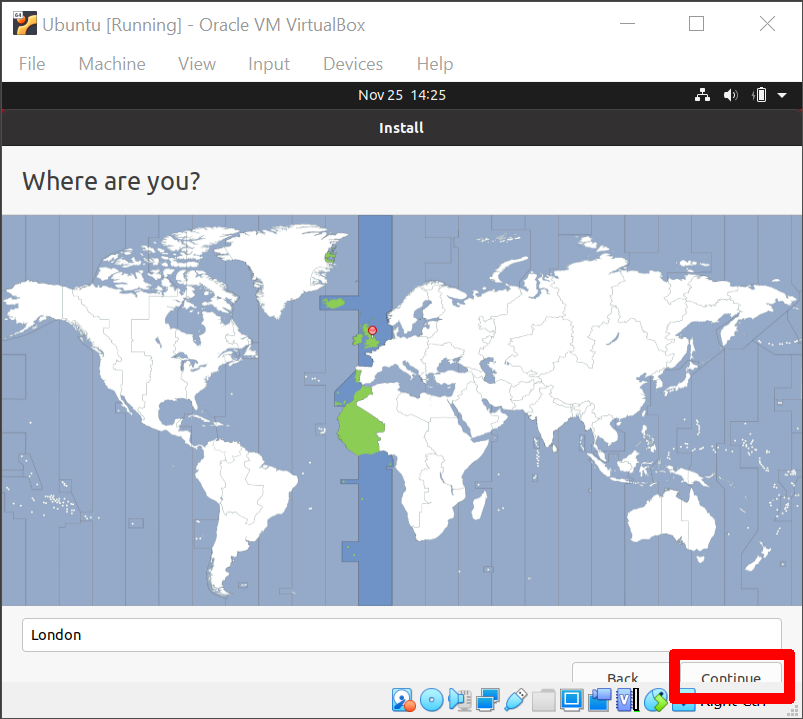 Ubuntu [Running] - Oracle VM VirtualBox
File Machine View Input Devices Help
Nov 25 14:25
Install
Where are you?
London
Back Continue
Right Ctrl